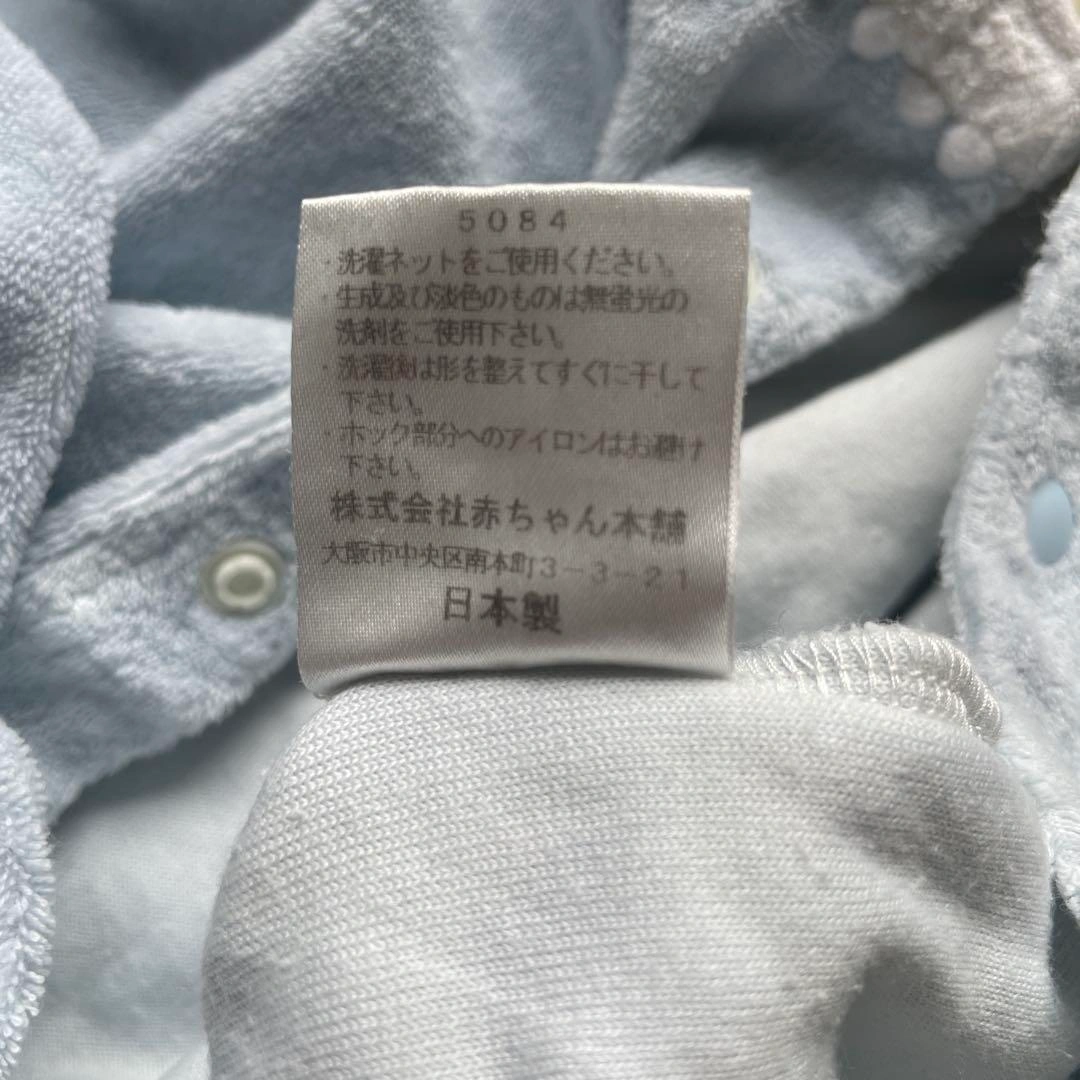 5084
・洗濯ネットをご使用ください。
・生成及び淡色のものは無蛍光の
洗剤をご使用下さい。
・洗濯後は形を整えてすぐに干して
下さい。
・ホック部分へのアイロンはお避け
下さい。
株式会社赤ちゃん本舗
大阪市中央区南本町3-3-21
日本製